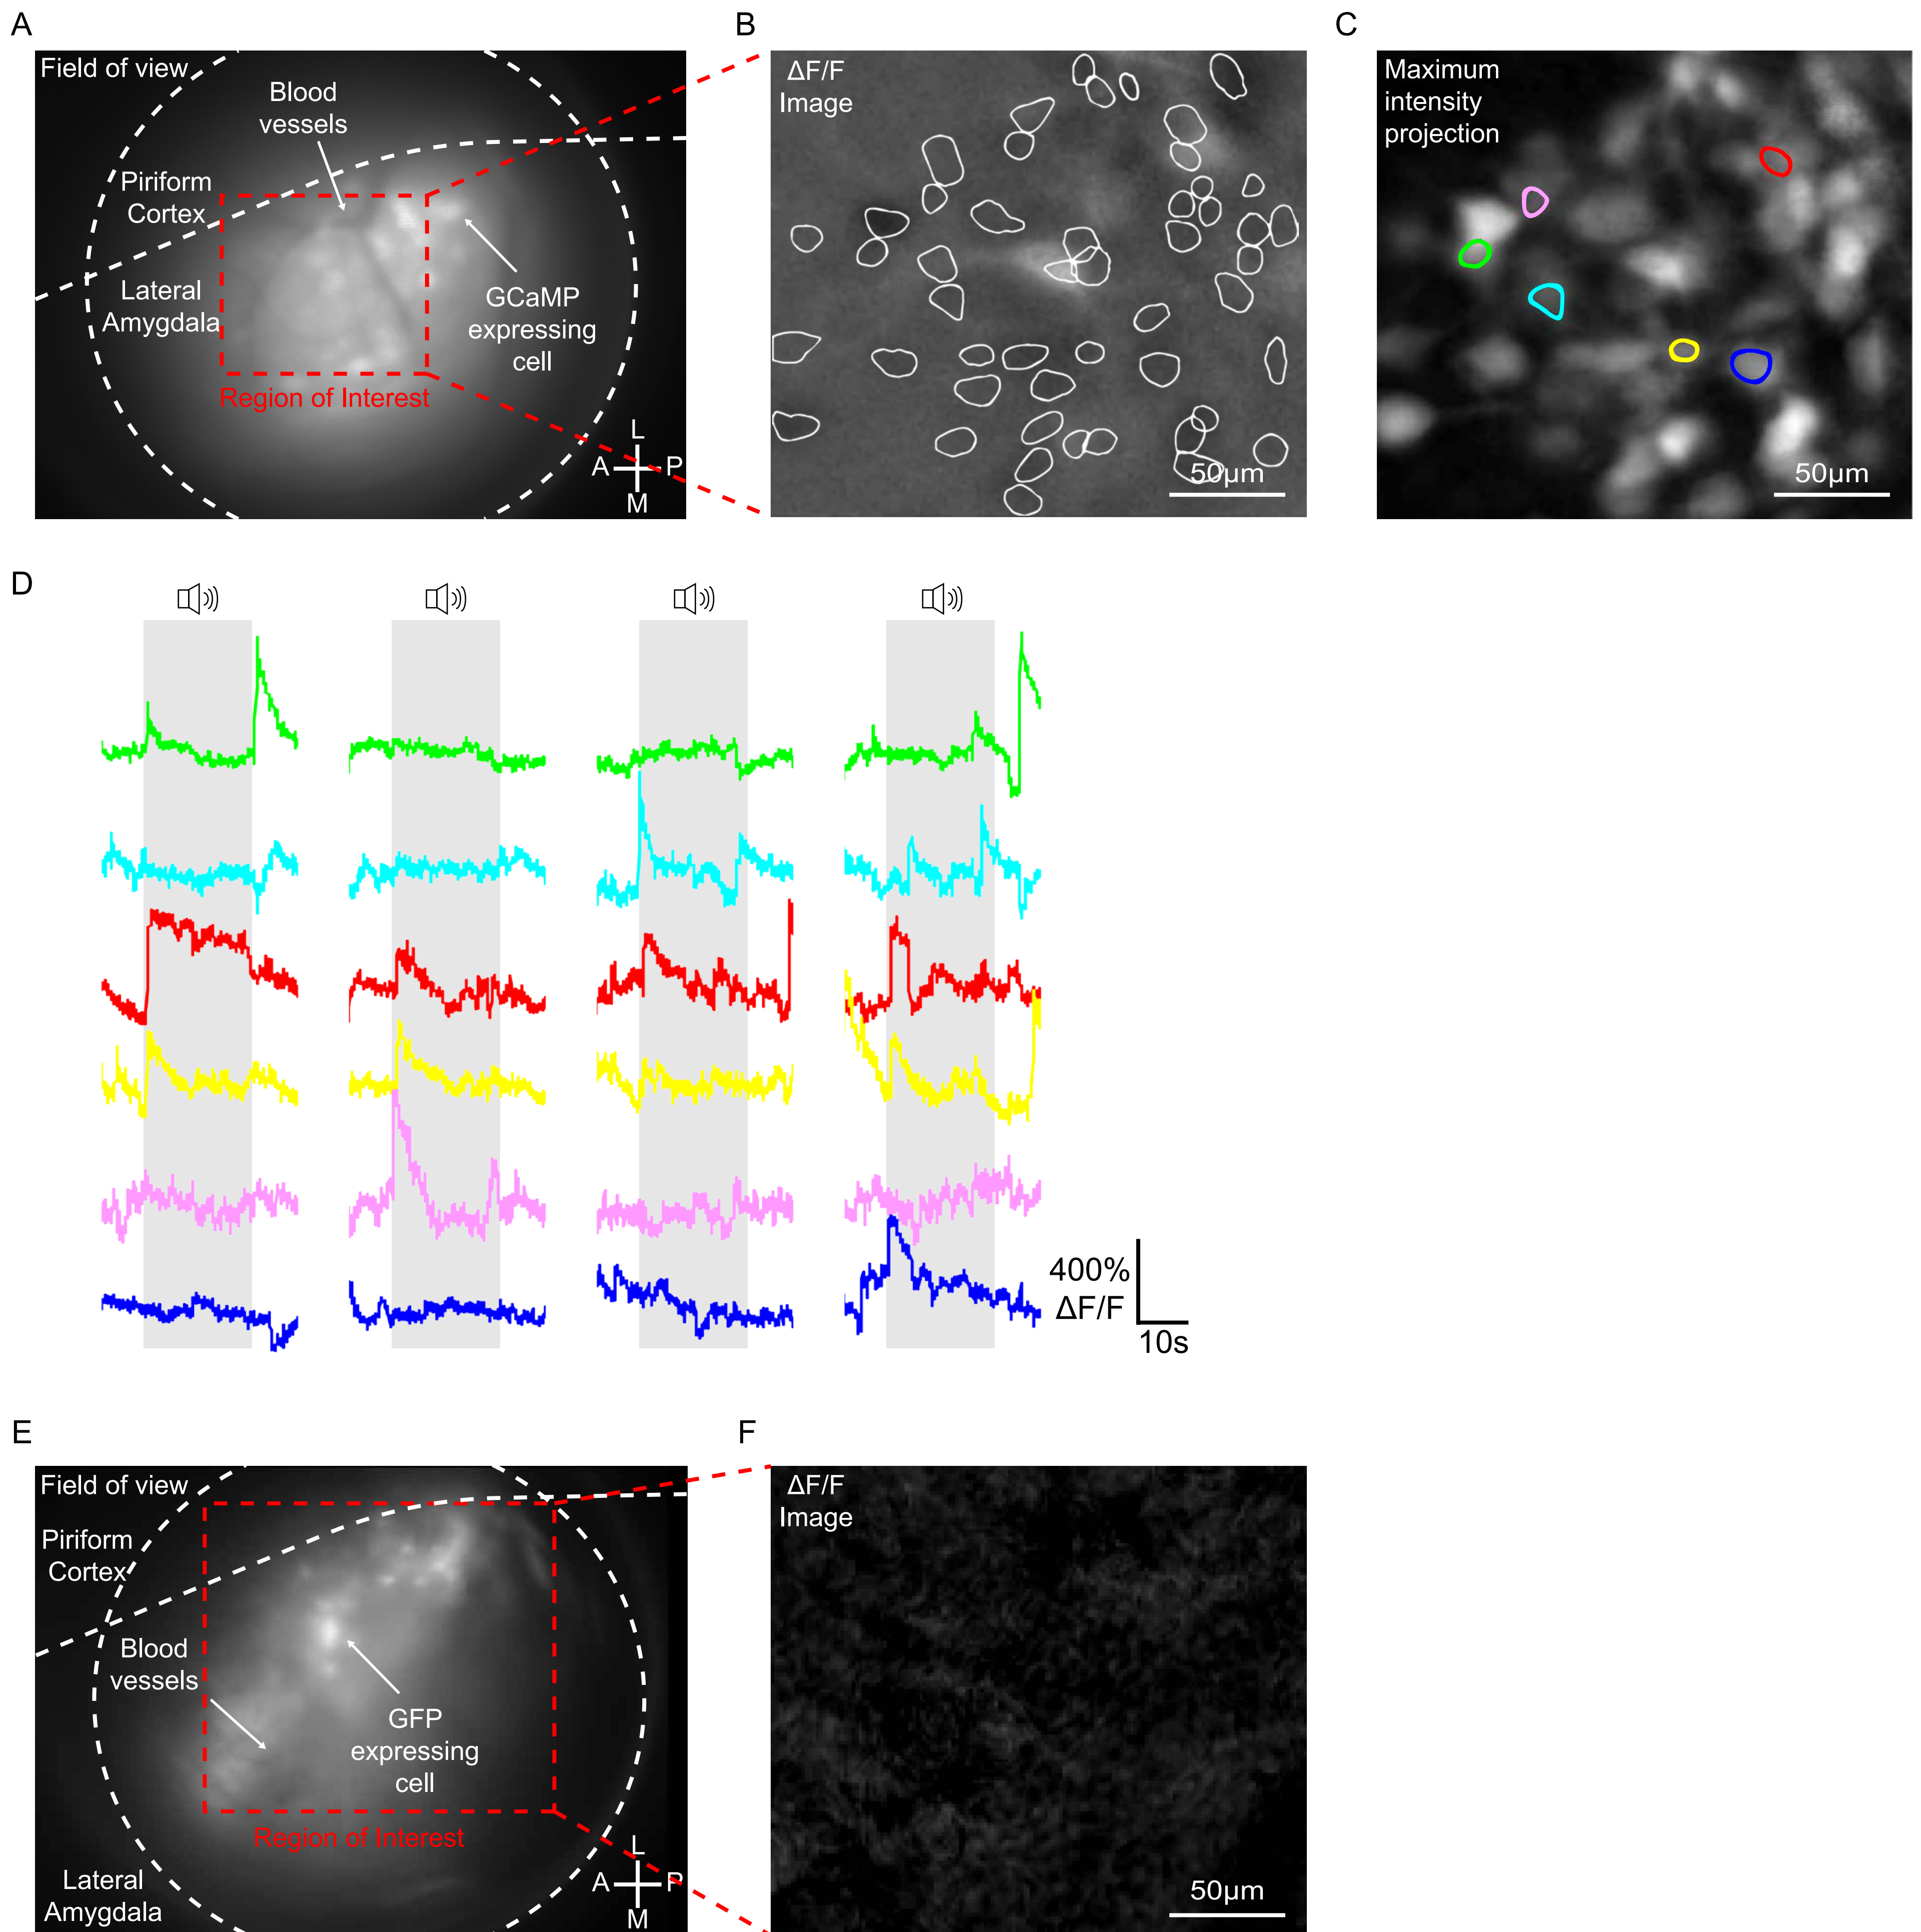 A
Field of view
Blood
vessels
Piriform
Cortex
Lateral
Amygdala
GCaMP
expressing
cell
Region of Interest
L
A P
M
B
ΔF/F
Image
50μm
C
Maximum
intensity
projection
50μm
D
400%
ΔF/F
10s
E
Field of view
Piriform
Cortex
Blood
vessels
GFP
expressing
cell
Region of Interest
Lateral
Amygdala
L
A P
M
F
ΔF/F
Image
50μm